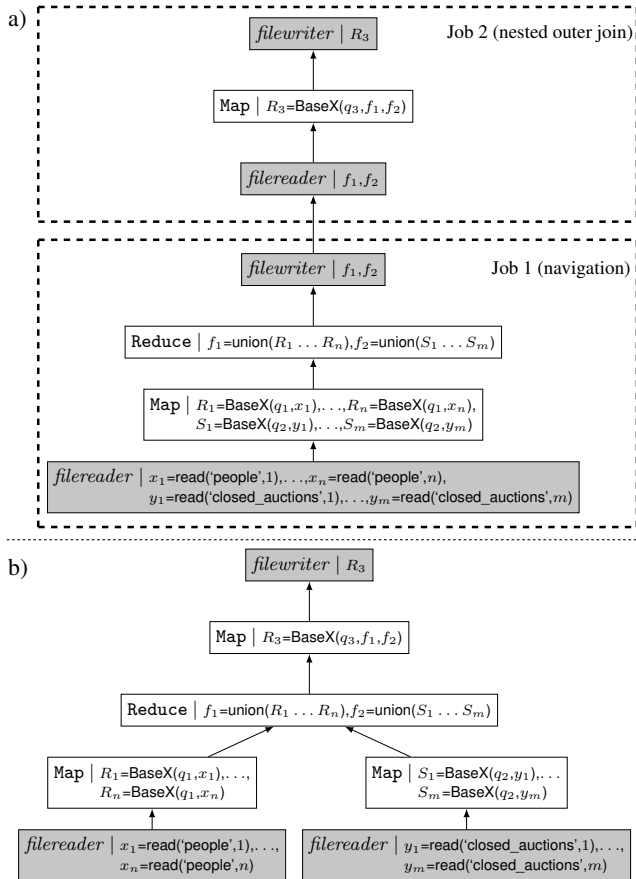 a)
filewriter | R₃
Job 2 (nested outer join)
Map | R₃=BaseX(q₃,f₁,f₂)
filereader | f₁,f₂
filewriter | f₁,f₂
Job 1 (navigation)
Reduce | f₁=union(R₁ . . . Rₙ),f₂=union(S₁ . . . Sₘ)
Map | R₁=BaseX(q₁,x₁),. . .,Rₙ=BaseX(q₁,xₙ),
S₁=BaseX(q₂,y₁),. . .,Sₘ=BaseX(q₂,yₘ)
filereader | x₁=read(‘people’,1),. . .,xₙ=read(‘people’,n),
y₁=read(‘closed_auctions’,1),. . .,yₘ=read(‘closed_auctions’,m)
b)
filewriter | R₃
Map | R₃=BaseX(q₃,f₁,f₂)
Reduce | f₁=union(R₁ . . . Rₙ),f₂=union(S₁ . . . Sₘ)
Map | R₁=BaseX(q₁,x₁),. . .,
Rₙ=BaseX(q₁,xₙ)
Map | S₁=BaseX(q₂,y₁),. . .
Sₘ=BaseX(q₂,yₘ)
filereader | x₁=read(‘people’,1),. . .,
xₙ=read(‘people’,n)
filereader | y₁=read(‘closed_auctions’,1),. . .,
yₘ=read(‘closed_auctions’,m)